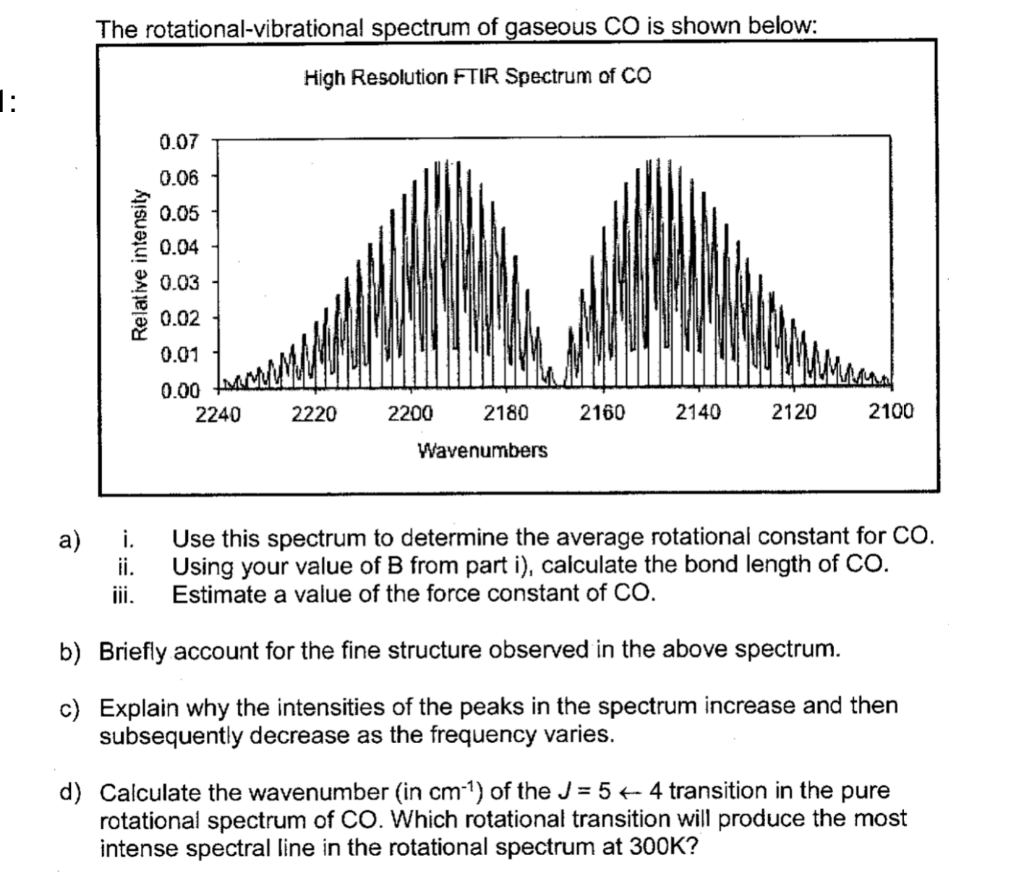 The rotational-vibrational spectrum of gaseous CO is shown below:
High Resolution FTIR Spectrum of CO
:
0.07
0.06
0.05
0.04
0.03
0.02
0.01
0.00
Relative intensity
2240 2220 2200 2180 2160 2140 2120 2100
Wavenumbers
a) i. Use this spectrum to determine the average rotational constant for CO.
ii. Using your value of B from part i), calculate the bond length of CO.
iii. Estimate a value of the force constant of CO.
b) Briefly account for the fine structure observed in the above spectrum.
c) Explain why the intensities of the peaks in the spectrum increase and then
subsequently decrease as the frequency varies.
d) Calculate the wavenumber (in cm⁻¹) of the J = 5 ← 4 transition in the pure
rotational spectrum of CO. Which rotational transition will produce the most
intense spectral line in the rotational spectrum at 300K?